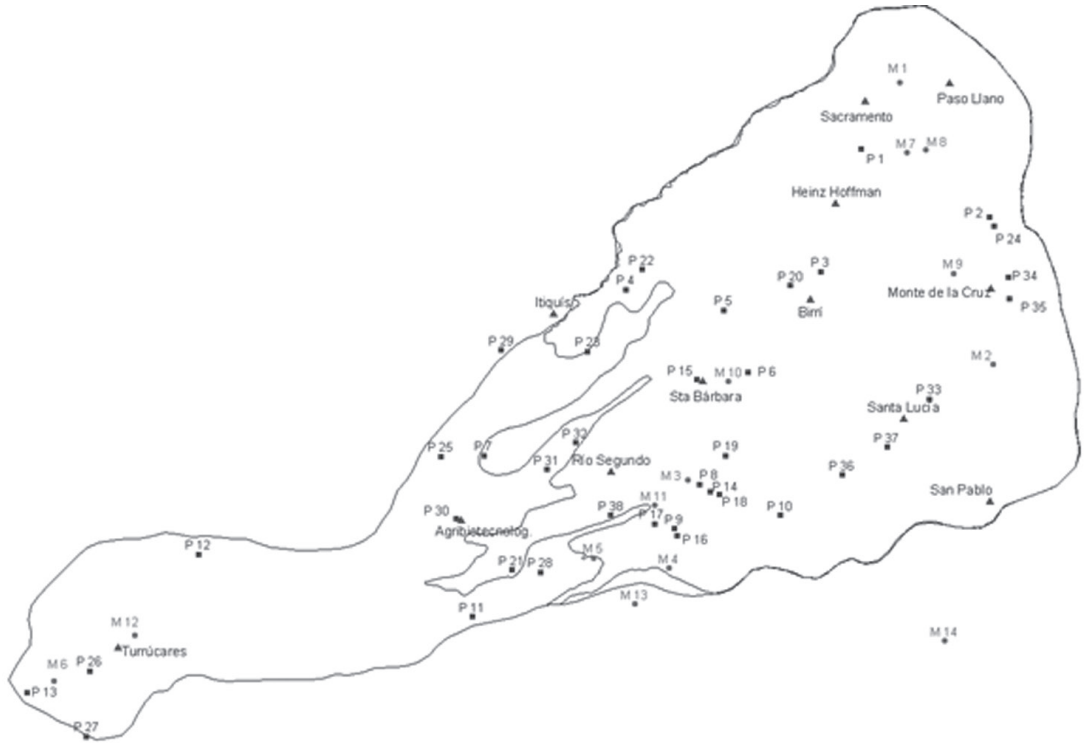 M 1
Paso Llano
Sacramento
M 7
M 8
P 1
Heinz Hoffman
P 2
P 24
P 22
P 3
M 9
P 34
P 4
P 20
Monte de la Cruz
Itiquís
P 5
Birrí
P 35
P 29
P 23
M 2
P 15
M 10
P 6
P 33
Sta Bárbara
Santa Lucía
P 32
P 37
P 25
P 7
P 19
P 31
Río Segundo
P 36
M 3
P 8
P 14
San Pablo
M 11
P 18
P 30
P 38
P 17
P 10
Agribiotecnolog.
P 9
P 16
P 12
M 5
P 21
P 28
M 4
M 13
P 11
M 12
M 14
Turrúcares
M 6
P 26
P 13
P 27